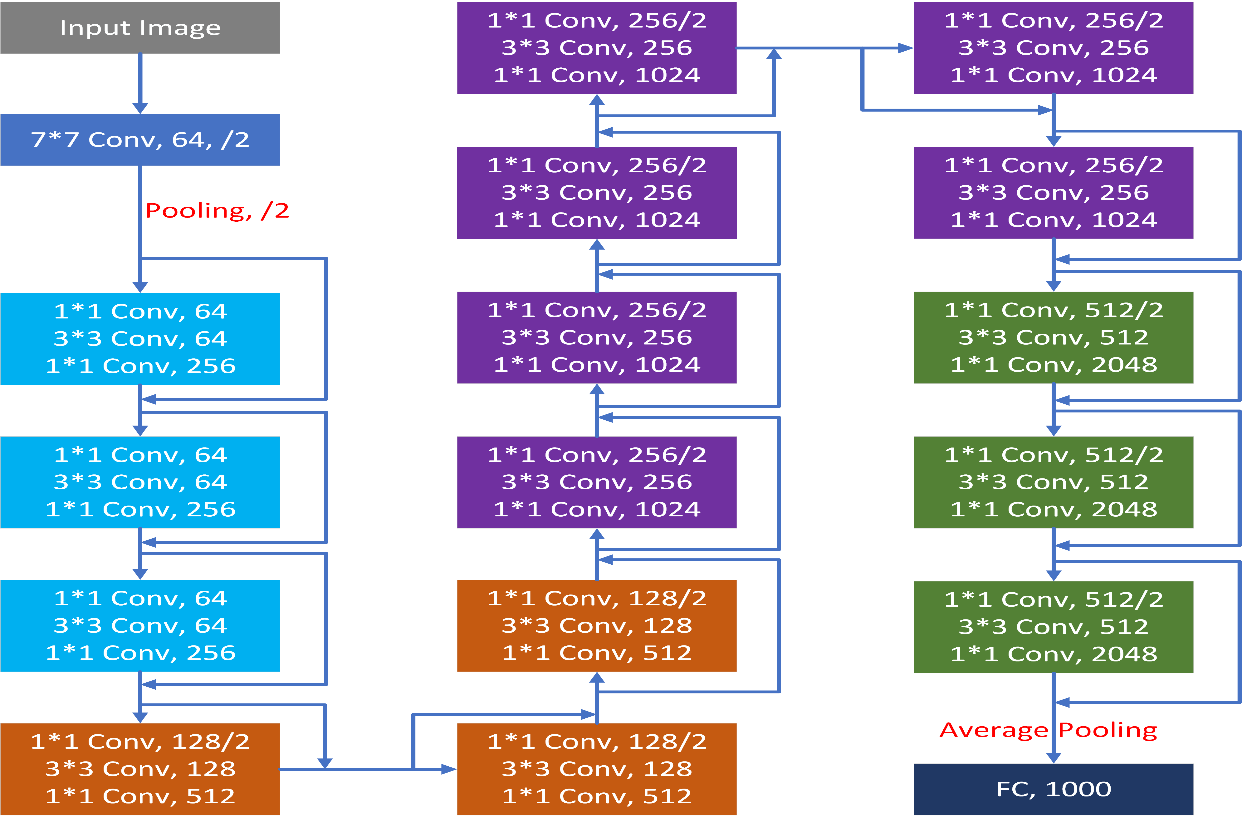 Input Image
7*7 Conv, 64, /2
Pooling, /2
1*1 Conv, 64
3*3 Conv, 64
1*1 Conv, 256
1*1 Conv, 64
3*3 Conv, 64
1*1 Conv, 256
1*1 Conv, 64
3*3 Conv, 64
1*1 Conv, 256
1*1 Conv, 128/2
3*3 Conv, 128
1*1 Conv, 512
1*1 Conv, 128/2
3*3 Conv, 128
1*1 Conv, 512
1*1 Conv, 128/2
3*3 Conv, 128
1*1 Conv, 512
1*1 Conv, 256/2
3*3 Conv, 256
1*1 Conv, 1024
1*1 Conv, 256/2
3*3 Conv, 256
1*1 Conv, 1024
1*1 Conv, 256/2
3*3 Conv, 256
1*1 Conv, 1024
1*1 Conv, 256/2
3*3 Conv, 256
1*1 Conv, 1024
1*1 Conv, 256/2
3*3 Conv, 256
1*1 Conv, 1024
1*1 Conv, 256/2
3*3 Conv, 256
1*1 Conv, 1024
1*1 Conv, 512/2
3*3 Conv, 512
1*1 Conv, 2048
1*1 Conv, 512/2
3*3 Conv, 512
1*1 Conv, 2048
1*1 Conv, 512/2
3*3 Conv, 512
1*1 Conv, 2048
Average Pooling
FC, 1000